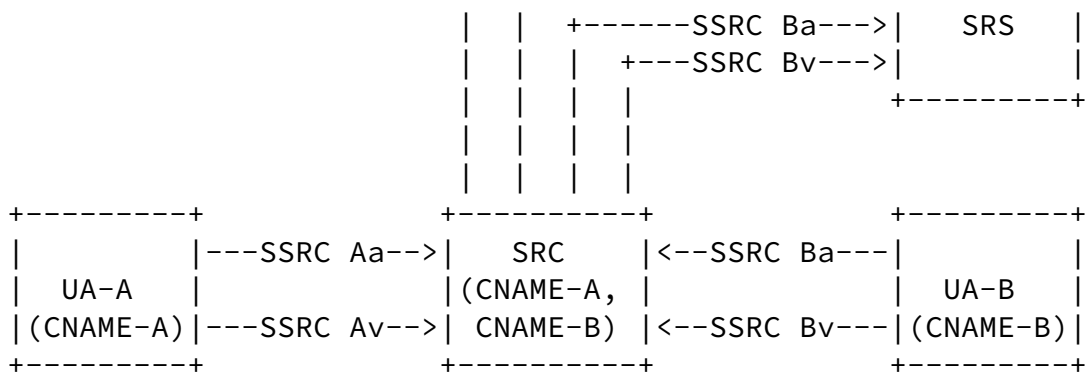 |   |   +------SSRC Ba--->|   SRS   |
|   |   |   +---SSRC Bv--->|         |
|   |   |   |                   +---------+
|   |   |   |
|   |   |   |
+---------+                 +----------+                 +---------+
|         |---SSRC Aa-->|   SRC    |<--SSRC Ba---|         |
|  UA-A   |             |(CNAME-A, |             |  UA-B   |
|(CNAME-A)|---SSRC Av-->| CNAME-B) |<--SSRC Bv---|(CNAME-B)|
+---------+                 +----------+                 +---------+